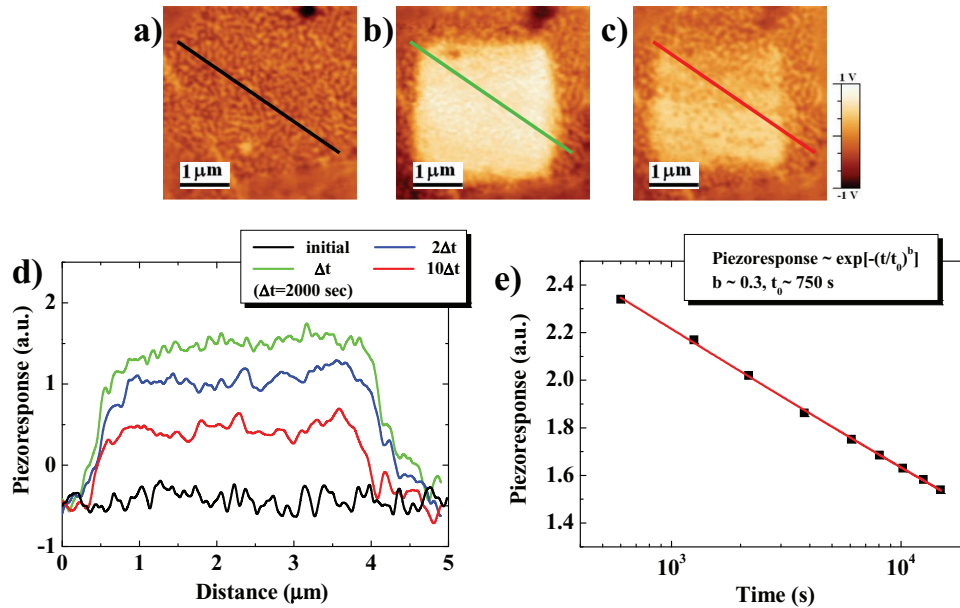 a)
b)
c)
1 μm
1 μm
1 μm
1 V
-1 V
d)
initial
2Δt
Δt
10Δt
(Δt=2000 sec)
Piezoresponse (a.u.)
2
1
0
-1
0
1
2
3
4
5
Distance (μm)
e)
Piezoresponse ~ exp[-(t/t₀)ᵇ]
b ~ 0.3, t₀~ 750 s
Piezoresponse (a.u.)
2.4
2.2
2.0
1.8
1.6
1.4
10³
10⁴
Time (s)